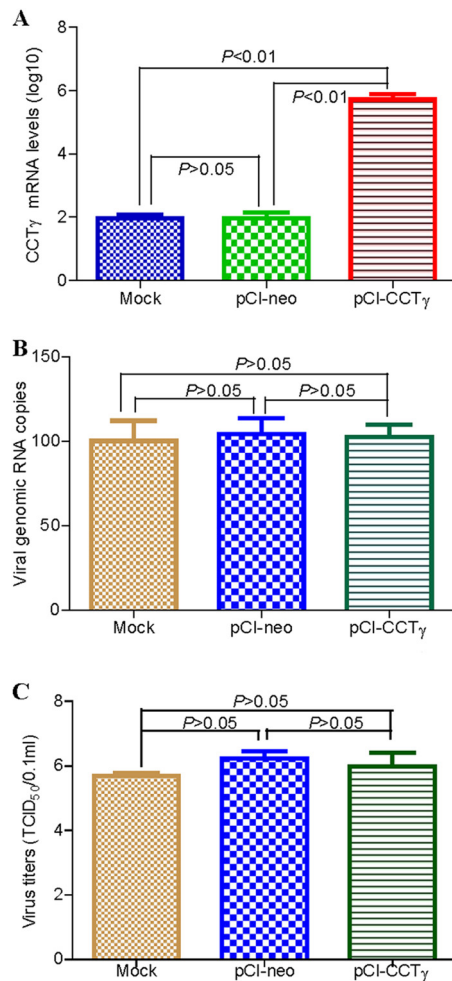 A
CCTγ mRNA levels (log10)
8
6
4
2
0
P<0.01
P<0.01
P>0.05
Mock
pCI-neo
pCI-CCTγ
B
Viral genomic RNA copies
150
100
50
0
P>0.05
P>0.05
P>0.05
Mock
pCI-neo
pCI-CCTγ
C
Virus titers (TCID50/0.1ml)
8
6
4
2
0
P>0.05
P>0.05
P>0.05
Mock
pCI-neo
pCI-CCTγ